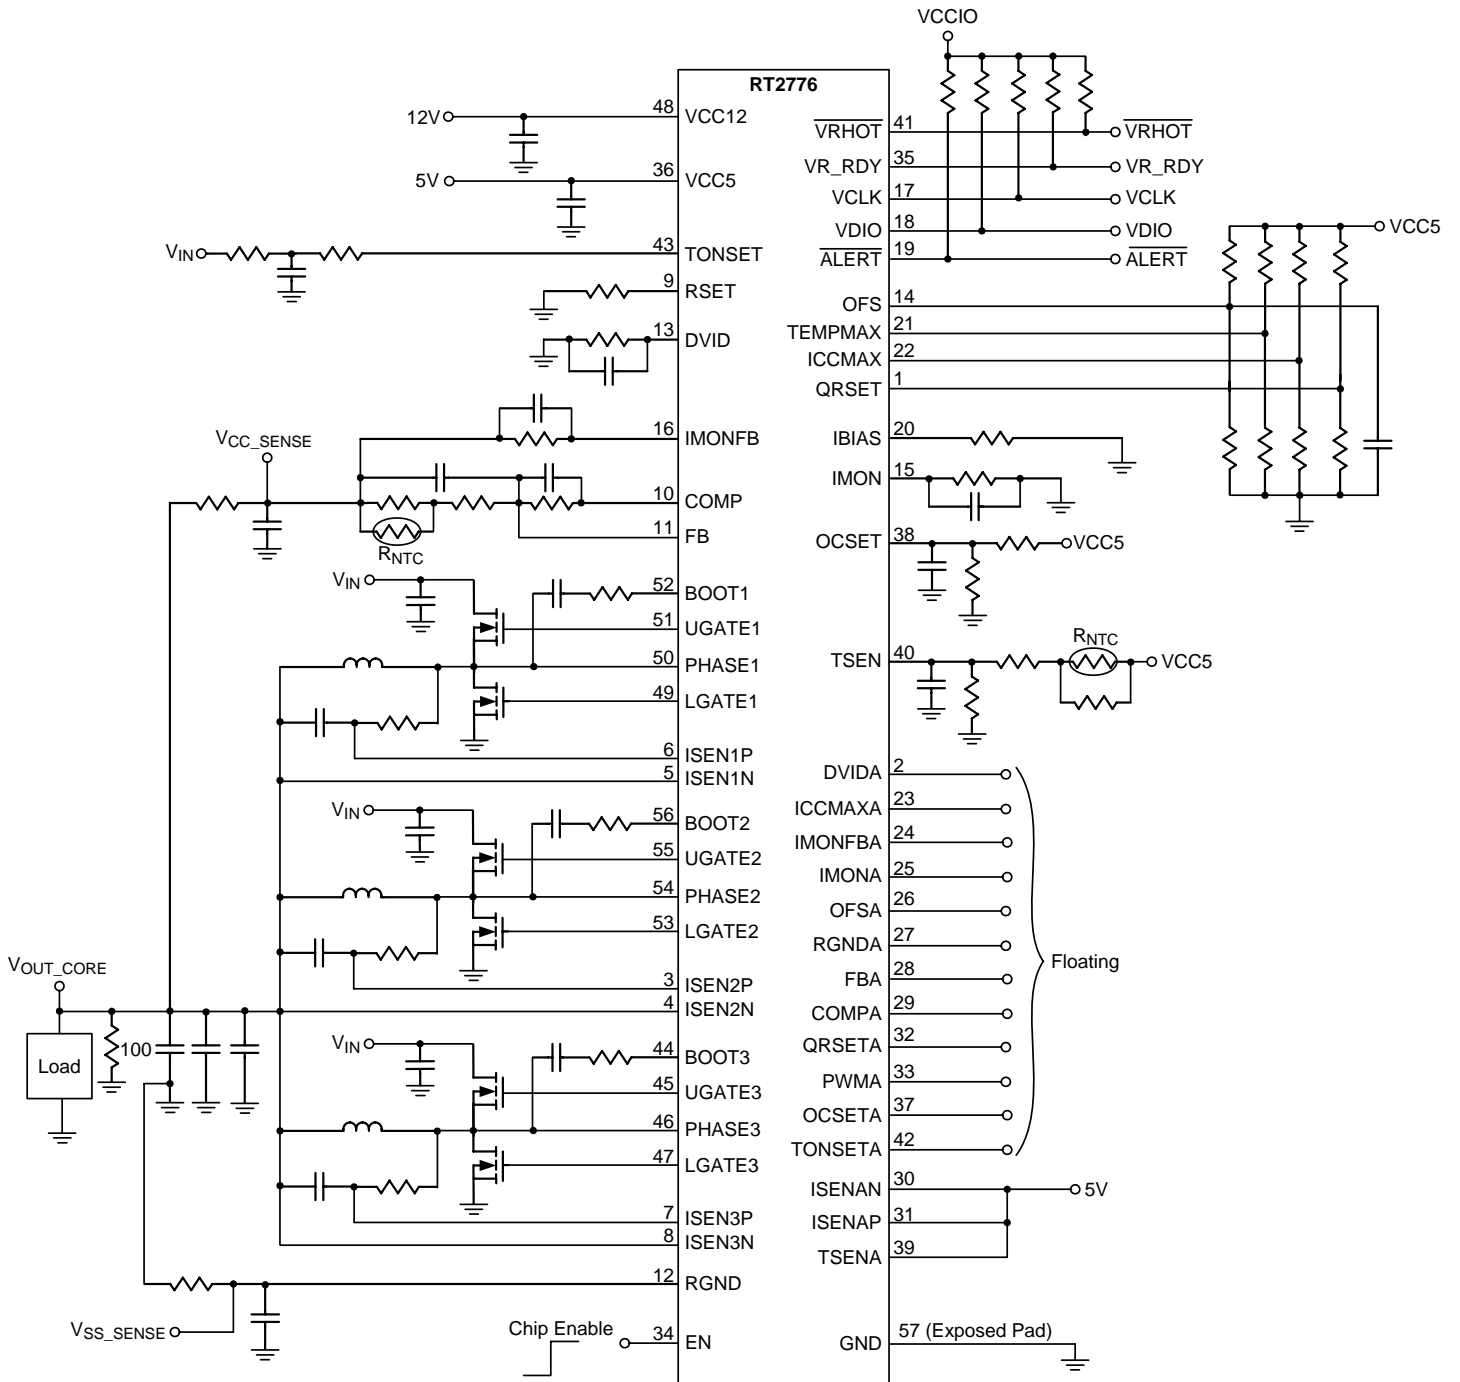 VCCIO
RT2776
12V
48
VCC12
5V
36
VCC5
VIN
43
TONSET
9
RSET
13
DVID
VCC_SENSE
16
IMONFB
10
COMP
11
FB
RNTC
VIN
52
BOOT1
51
UGATE1
50
PHASE1
49
LGATE1
6
ISEN1P
5
ISEN1N
VIN
56
BOOT2
55
UGATE2
54
PHASE2
53
LGATE2
3
ISEN2P
4
ISEN2N
VOUT_CORE
Load
100
VIN
44
BOOT3
45
UGATE3
46
PHASE3
47
LGATE3
7
ISEN3P
8
ISEN3N
12
RGND
VSS_SENSE
Chip Enable
34
EN
VRHOT
41
VRHOT
VR_RDY
35
VR_RDY
VCLK
17
VCLK
VDIO
18
VDIO
ALERT
19
ALERT
VCC5
OFS
14
TEMPMAX
21
ICCMAX
22
QRSET
1
IBIAS
20
IMON
15
OCSET
38
VCC5
TSEN
40
RNTC
VCC5
DVIDA
2
ICCMAXA
23
IMONFBA
24
IMONA
25
OFSA
26
RGNDA
27
FBA
28
COMPA
29
QRSETA
32
PWMA
33
OCSETA
37
TONSETA
42
Floating
ISENAN
30
5V
ISENAP
31
TSENA
39
GND
57 (Exposed Pad)